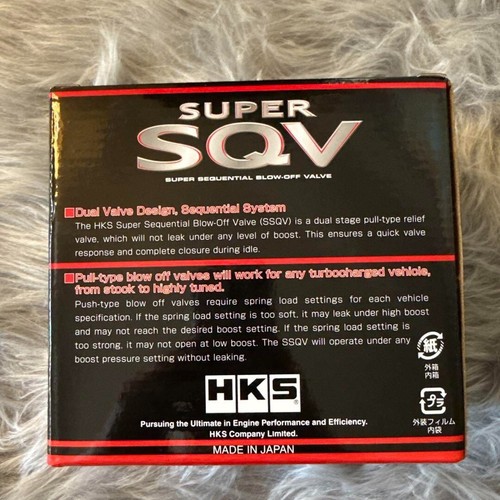 SUPER
SQV
SUPER SEQUENTIAL BLOW-OFF VALVE
Dual Valve Design, Sequential System
The HKS Super Sequential Blow-Off Valve (SSQV) is a dual stage pull-type relief
valve, which will not leak under any level of boost. This ensures a quick valve
response and complete closure during idle.
Pull-type blow off valves will work for any turbocharged vehicle,
from stock to highly tuned.
Push-type blow off valves require spring load settings for each vehicle
specification. If the spring load setting is too soft, it may leak under high boost
and may not reach the desired boost setting. If the spring load setting is
too strong, it may not open at low boost. The SSQV will operate under any
boost pressure setting without leaking.
紙
外箱
内箱
プラ
外装フィルム
内袋
HKS
Pursuing the Ultimate in Engine Performance and Efficiency.
HKS Company Limited.
MADE IN JAPAN